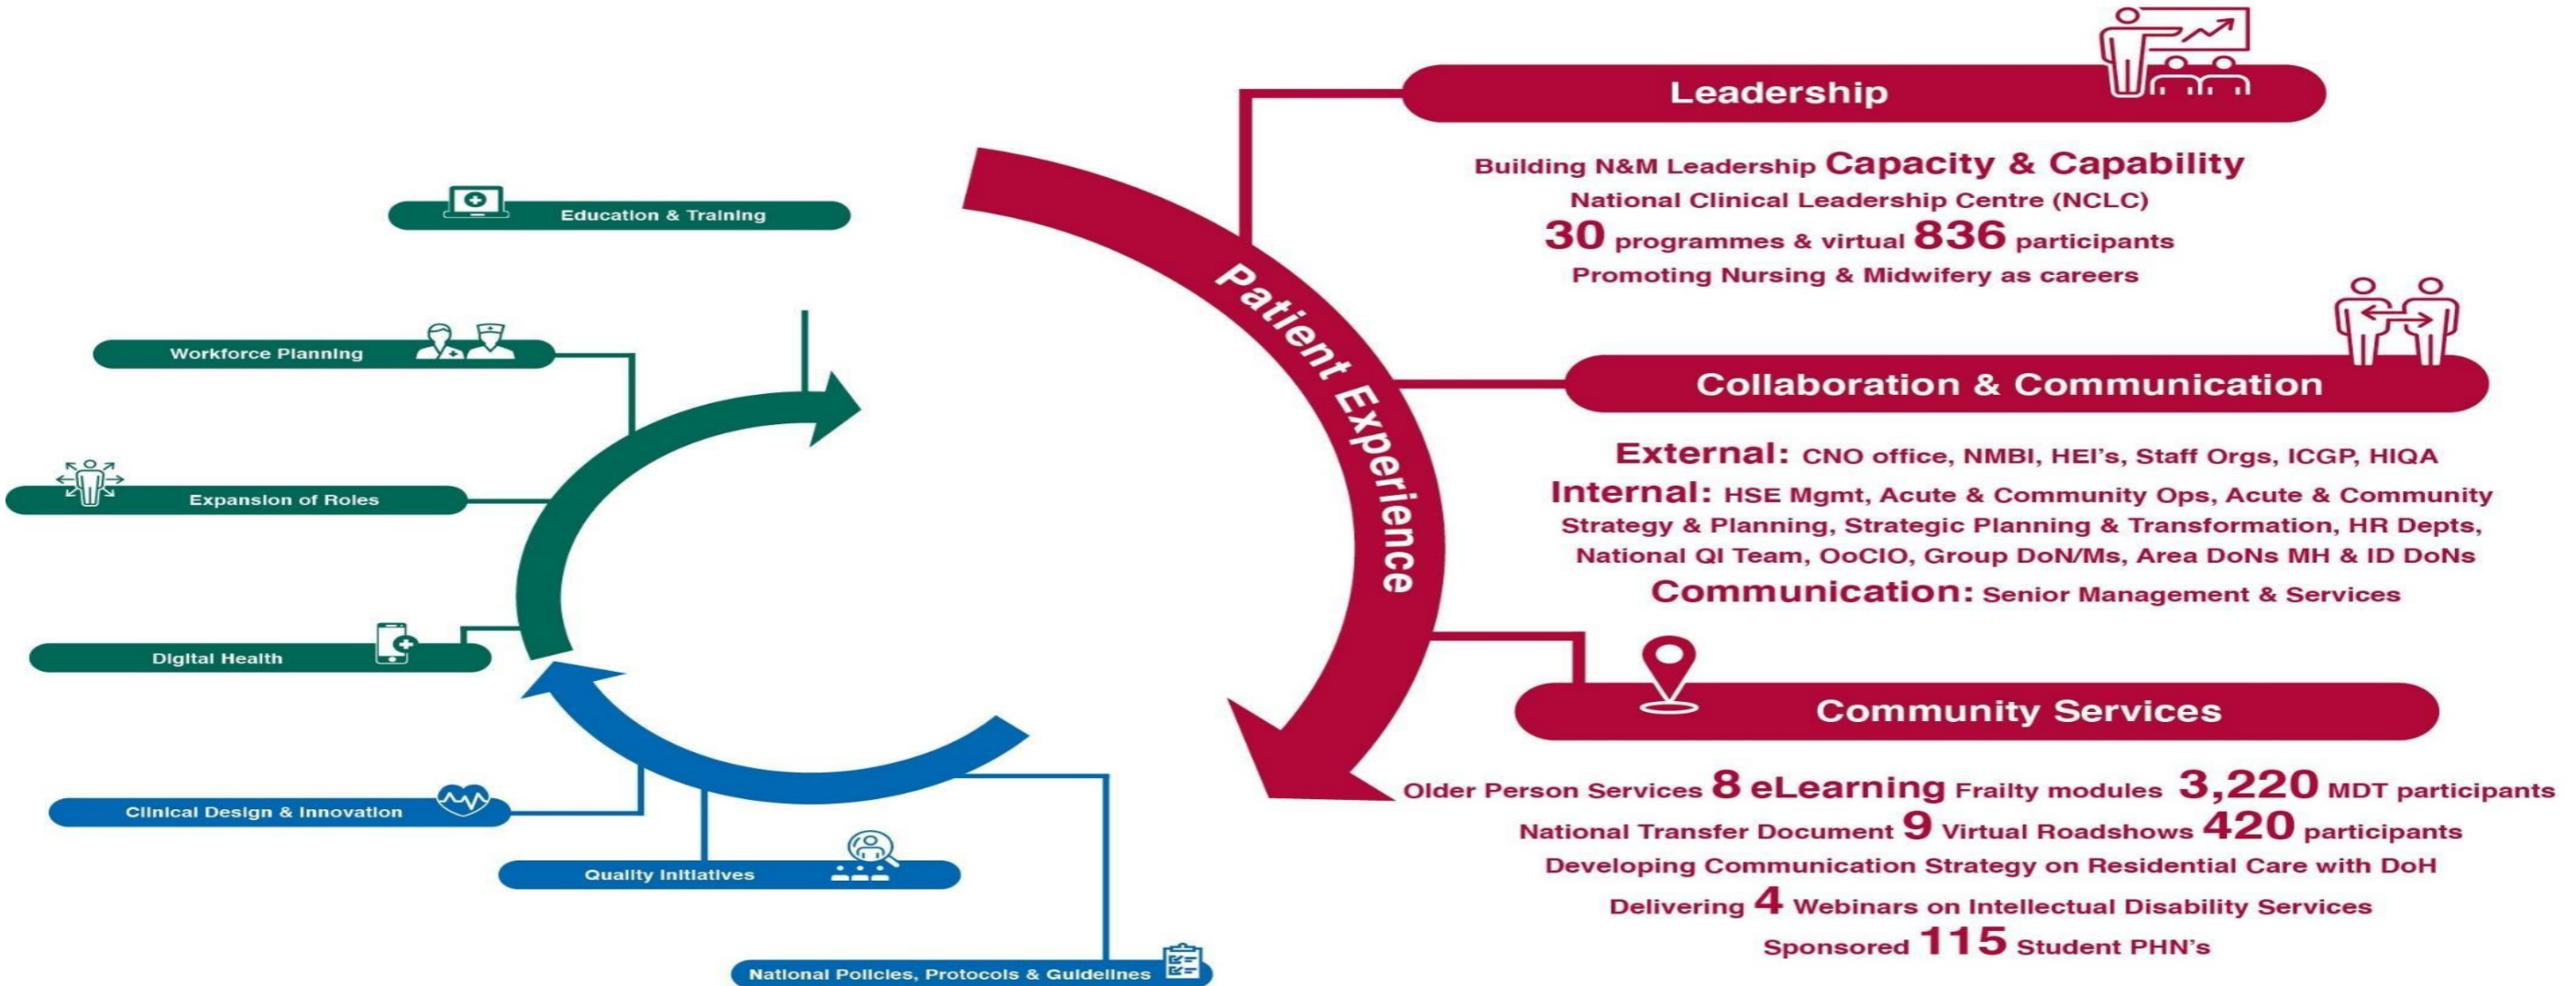 Education & Training
Workforce Planning
Expansion of Roles
Digital Health
Clinical Design & Innovation
Quality Initiatives
National Policies, Protocols & Guidelines
Patient Experience
Leadership
Building N&M Leadership Capacity & Capability
National Clinical Leadership Centre (NCLC)
30 programmes & virtual 836 participants
Promoting Nursing & Midwifery as careers
Collaboration & Communication
External: CNO office, NMBI, HEI's, Staff Orgs, ICGP, HIQA
Internal: HSE Mgmt, Acute & Community Ops, Acute & Community
Strategy & Planning, Strategic Planning & Transformation, HR Depts,
National QI Team, OoCIO, Group DoN/Ms, Area DoNs MH & ID DoNs
Communication: Senior Management & Services
Community Services
Older Person Services 8 eLearning Frailty modules 3,220 MDT participants
National Transfer Document 9 Virtual Roadshows 420 participants
Developing Communication Strategy on Residential Care with DoH
Delivering 4 Webinars on Intellectual Disability Services
Sponsored 115 Student PHN's